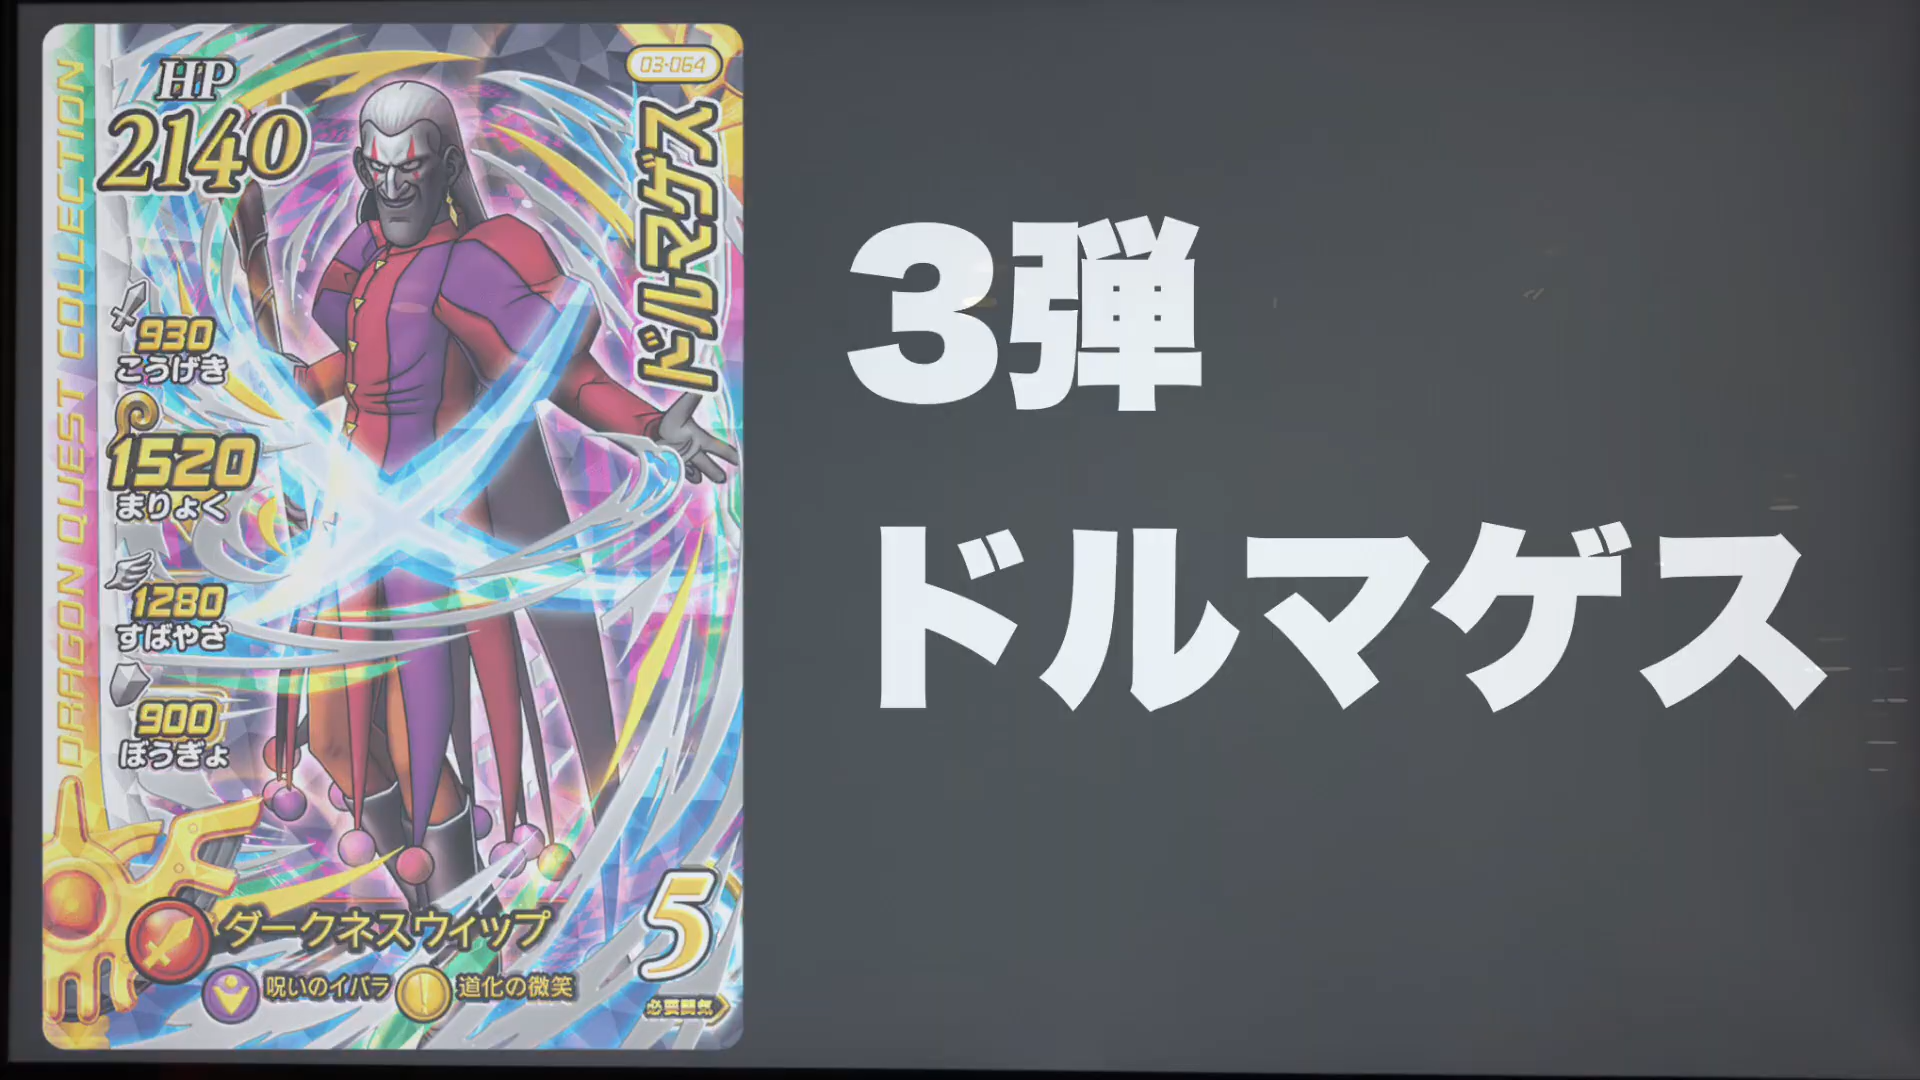 DRAGON QUEST COLLECTION
HP
2140
03-064
ドルマゲス
930
こうげき
1520
まりょく
1280
すばやさ
900
ぼうぎょ
ダークネスウィップ
呪いのイバラ
道化の微笑
5
必要闘気
3弾
ドルマゲス